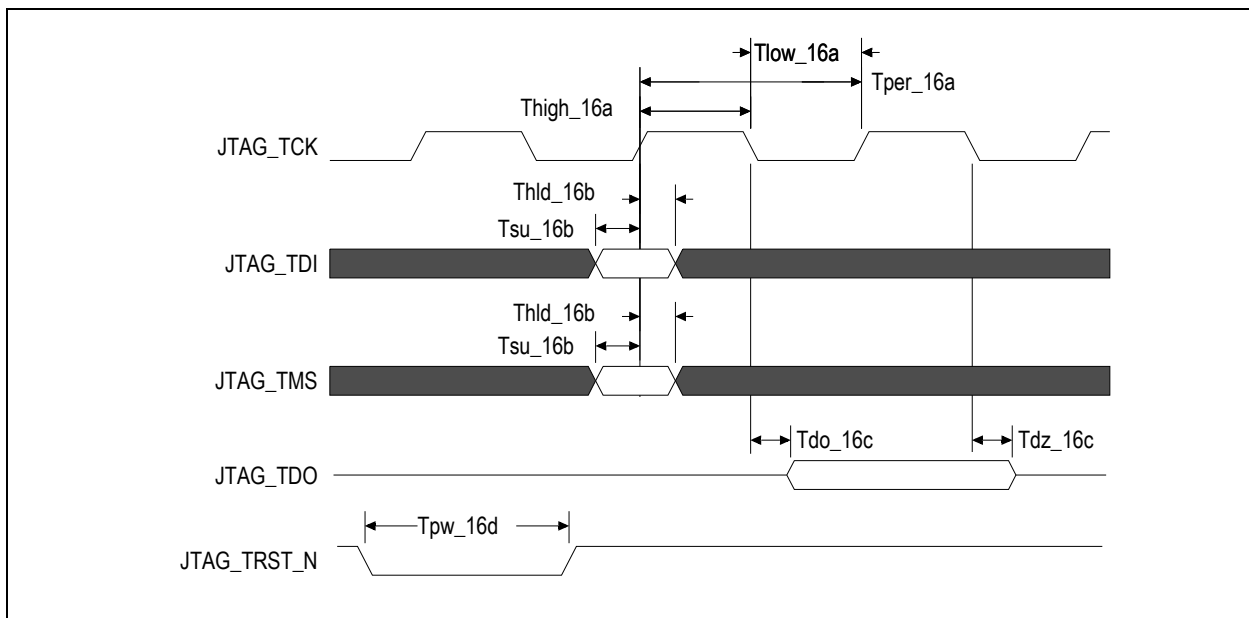 Tlow_16a
Tper_16a
Thigh_16a
JTAG_TCK
Thld_16b
Tsu_16b
JTAG_TDI
Thld_16b
Tsu_16b
JTAG_TMS
Tdo_16c
Tdz_16c
JTAG_TDO
Tpw_16d
JTAG_TRST_N